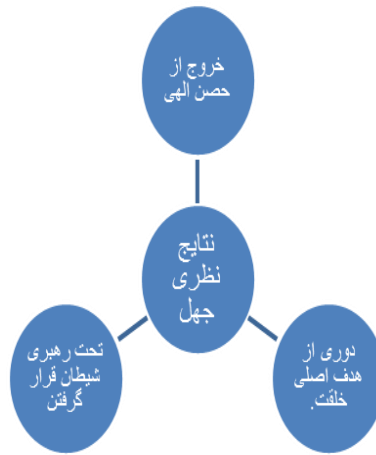 خروج از
حصن الهی
نتایج
نظری
جهل
دوری از
هدف اصلی
خلقت.
تحت رهبری
شیطان قرار
گرفتن